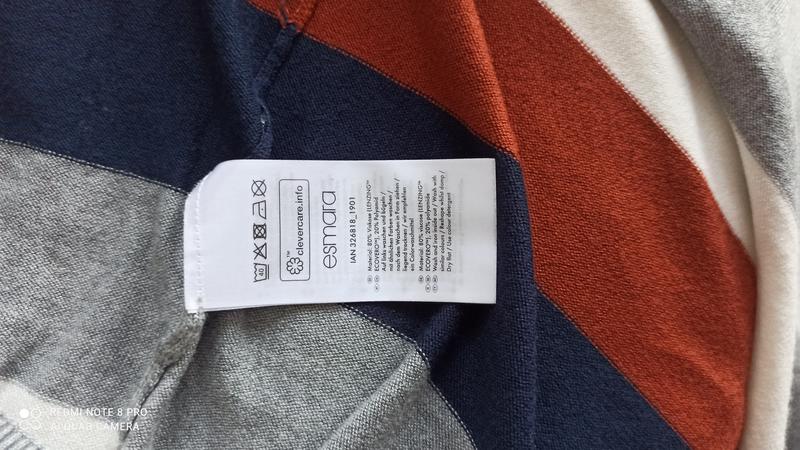 40
clevercare.info
TM
esmara
IAN 326818_1901
Material: 80% Viskose (LENZING™
ECOVERO™), 20% Polyamid
Auf links waschen und bügeln /
mit ähnlichen Farben waschen /
nach dem Waschen in Form ziehen /
liegend trocknen / wir empfehlen
ein Colorwaschmittel
Material: 80% viscose (LENZING™
ECOVERO™), 20% polyamide
Wash and iron inside out / Wash with
similar colours / Reshape whilst damp /
Dry flat / Use colour detergent
REDMI NOTE 8 PRO
AI QUAD CAMERA